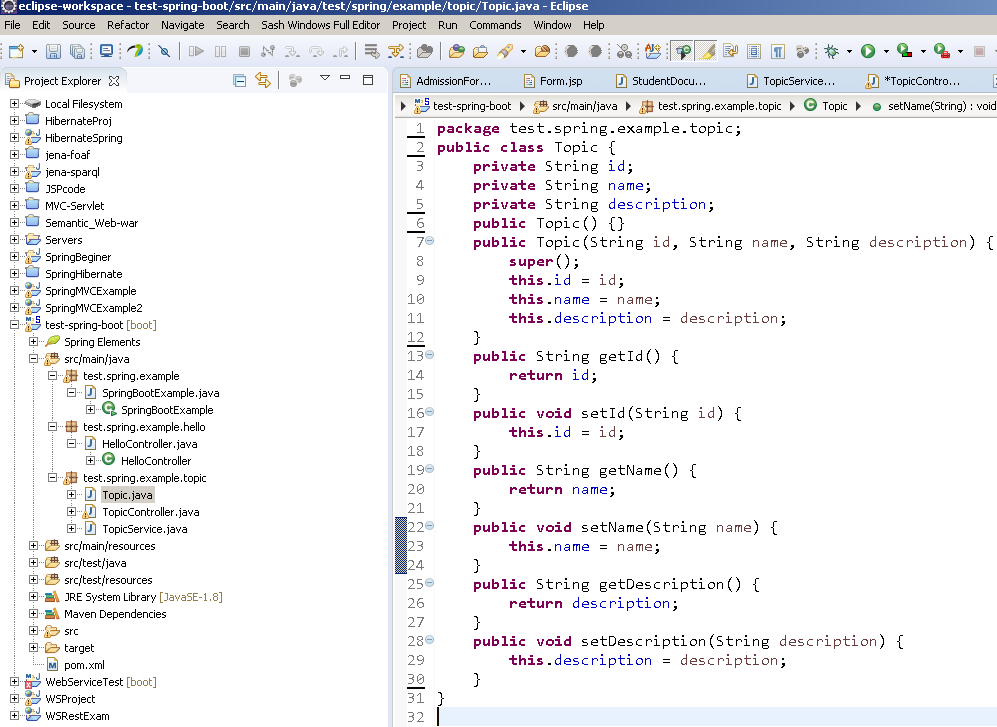 eclipse-workspace - test-spring-boot/src/main/java/test/spring/example/topic/Topic.java - Eclipse
File Edit Source Refactor Navigate Search Sash Windows Full Editor Project Run Commands Window Help
Project Explorer
Local Filesystem
HibernateProj
HibernateSpring
jena-foaf
jena-sparql
JSPcode
MVC-Servlet
Semantic_Web-war
Servers
SpringBeginer
SpringHibernate
SpringMVCExample
SpringMVCExample2
test-spring-boot [boot]
Spring Elements
src/main/java
test.spring.example
SpringBootExample.java
SpringBootExample
test.spring.example.hello
HelloController.java
HelloController
test.spring.example.topic
Topic.java
TopicController.java
TopicService.java
src/main/resources
src/test/java
src/test/resources
JRE System Library [JavaSE-1.8]
Maven Dependencies
src
target
pom.xml
WebServiceTest [boot]
WSProject
WSRestExam
AdmissionFor... Form.jsp StudentDocu... TopicService... *TopicContro...
test-spring-boot src/main/java test.spring.example.topic Topic setName(String) : void
1 package test.spring.example.topic;
2 public class Topic {
3 private String id;
4 private String name;
5 private String description;
6 public Topic() {}
7 public Topic(String id, String name, String description) {
8 super();
9 this.id = id;
10 this.name = name;
11 this.description = description;
12 }
13 public String getId() {
14 return id;
15 }
16 public void setId(String id) {
17 this.id = id;
18 }
19 public String getName() {
20 return name;
21 }
22 public void setName(String name) {
23 this.name = name;
24 }
25 public String getDescription() {
26 return description;
27 }
28 public void setDescription(String description) {
29 this.description = description;
30 }
31 }
32